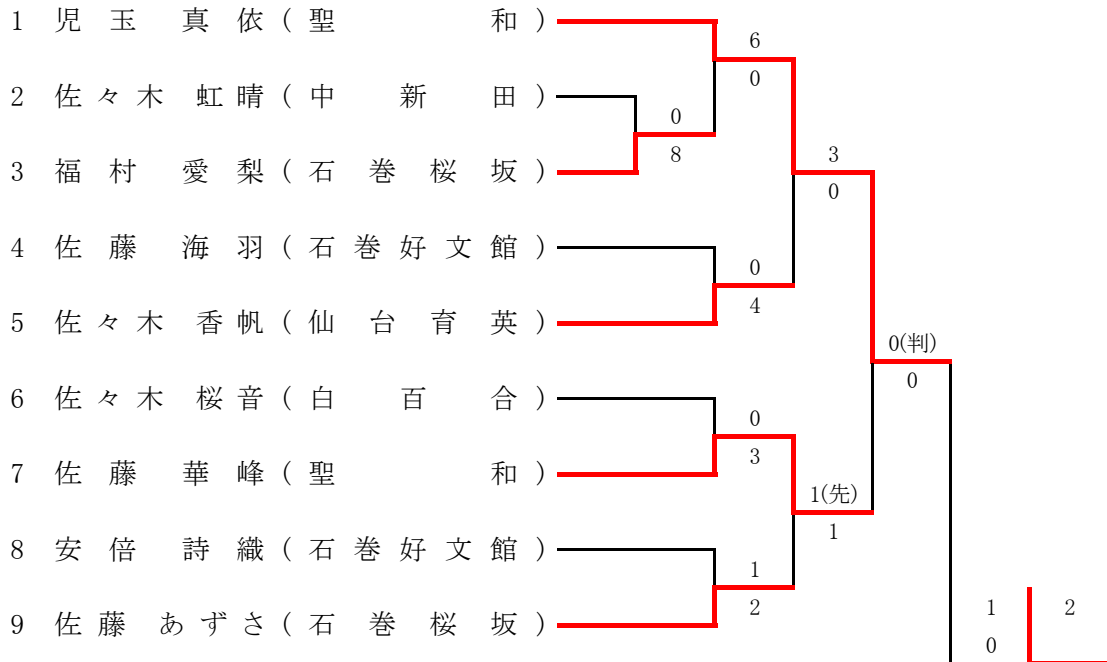 1 児玉 真依(聖和)
6
0
2 佐々木 虹晴(中新田)
0
8
3 福村 愛梨(石巻桜坂)
3
0
4 佐藤 海羽(石巻好文館)
0
4
5 佐々木 香帆(仙台育英)
0(判)
0
6 佐々木 桜音(白百合)
0
3
7 佐藤 華峰(聖和)
1(先)
1
8 安倍 詩織(石巻好文館)
1
2
9 佐藤 あずさ(石巻桜坂)
1 2
0